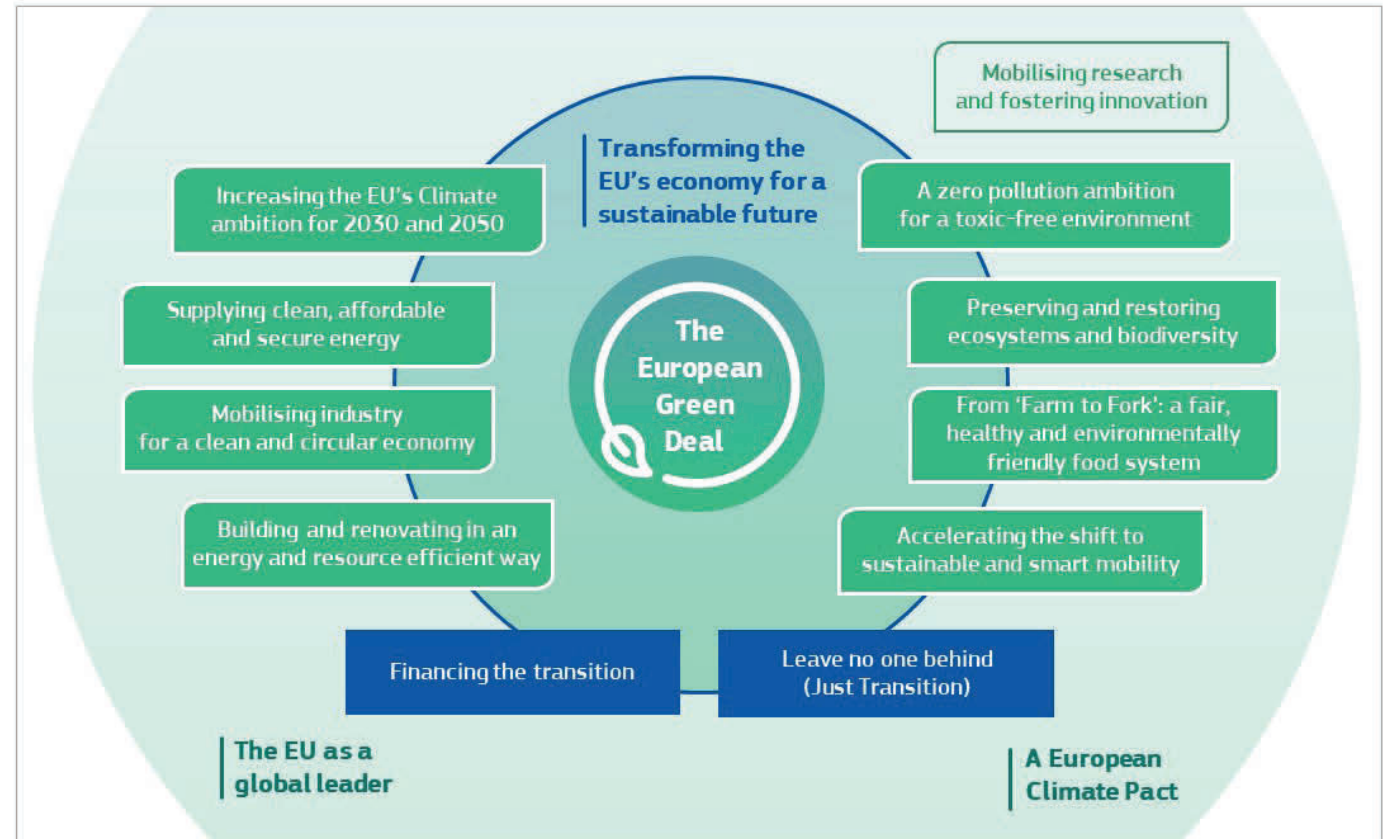 Mobilising research
and fostering innovation
Transforming the
EU's economy for a
sustainable future
Increasing the EU's Climate
ambition for 2030 and 2050
A zero pollution ambition
for a toxic-free environment
Supplying clean, affordable
and secure energy
Preserving and restoring
ecosystems and biodiversity
The
European
Green
Deal
Mobilising industry
for a clean and circular economy
From ‘Farm to Fork’: a fair,
healthy and environmentally
friendly food system
Building and renovating in an
energy and resource efficient way
Accelerating the shift to
sustainable and smart mobility
Financing the transition
Leave no one behind
(Just Transition)
The EU as a
global leader
A European
Climate Pact